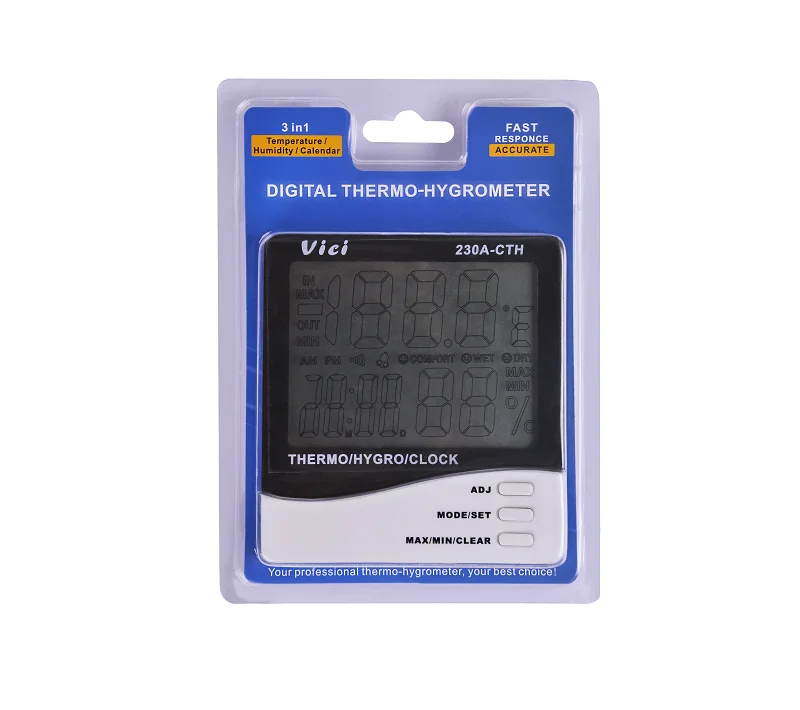 3 in1
Temperature /
Humidity / Calendar
FAST
RESPONCE
ACCURATE
DIGITAL THERMO-HYGROMETER
Vici
230A-CTH
IN
MAX
OUT
MIN
AM PM COMFORT WET DRY
MAX
MIN
%
M D
THERMO/HYGRO/CLOCK
ADJ
MODE/SET
MAX/MIN/CLEAR
Your professional thermo-hygrometer, your best choice!